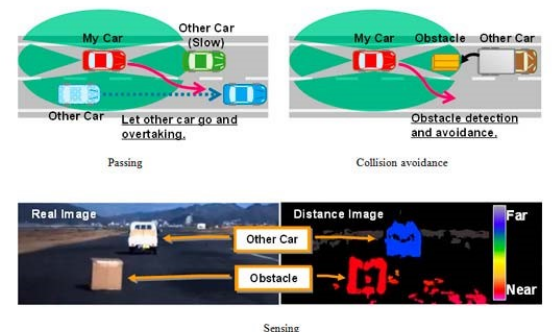 My Car
Other Car
(Slow)
Other Car
Let other car go and
overtaking.
Passing
My Car
Obstacle
Other Car
Obstacle detection
and avoidance.
Collision avoidance
Real Image
Distance Image
Other Car
Obstacle
Far
Near
Sensing